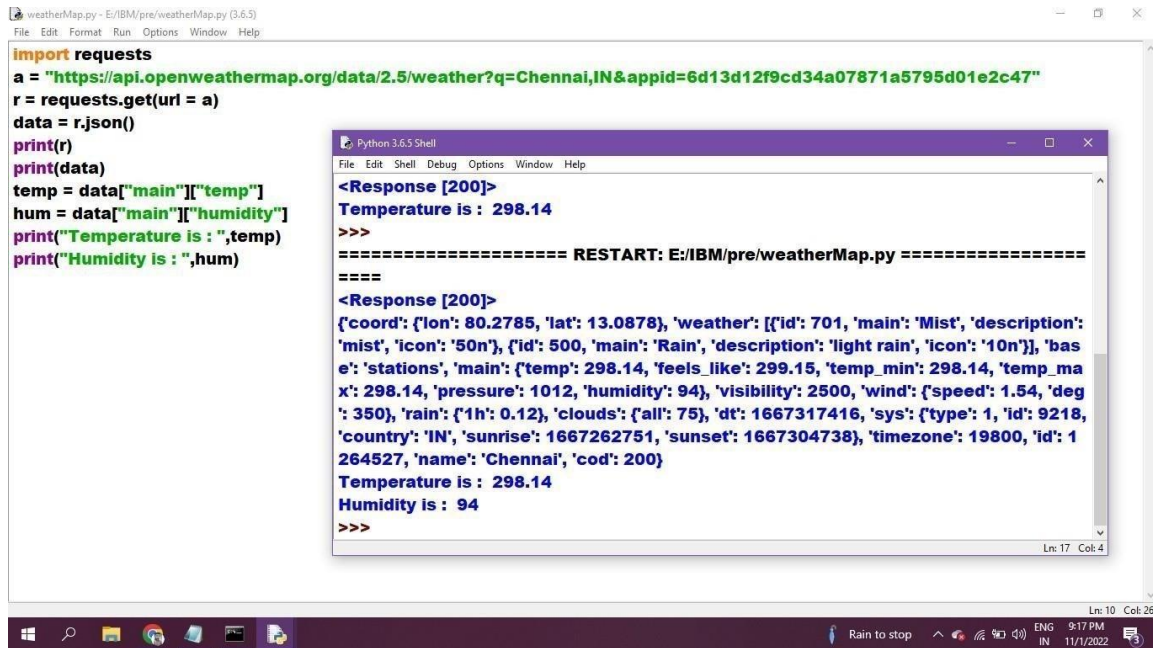 weatherMap.py - E:/IBM/pre/weatherMap.py (3.6.5)
File Edit Format Run Options Window Help
import requests
a = "https://api.openweathermap.org/data/2.5/weather?q=Chennai,IN&appid=6d13d12f9cd34a07871a5795d01e2c47"
r = requests.get(url = a)
data = r.json()
print(r)
print(data)
temp = data["main"]["temp"]
hum = data["main"]["humidity"]
print("Temperature is : ",temp)
print("Humidity is : ",hum)
Python 3.6.5 Shell
File Edit Shell Debug Options Window Help
<Response [200]>
Temperature is :  298.14
>>>
===================== RESTART: E:/IBM/pre/weatherMap.py =================
====
<Response [200]>
{'coord': {'lon': 80.2785, 'lat': 13.0878}, 'weather': [{'id': 701, 'main': 'Mist', 'description':
'mist', 'icon': '50n'}, {'id': 500, 'main': 'Rain', 'description': 'light rain', 'icon': '10n'}], 'bas
e': 'stations', 'main': {'temp': 298.14, 'feels_like': 299.15, 'temp_min': 298.14, 'temp_ma
x': 298.14, 'pressure': 1012, 'humidity': 94}, 'visibility': 2500, 'wind': {'speed': 1.54, 'deg
': 350}, 'rain': {'1h': 0.12}, 'clouds': {'all': 75}, 'dt': 1667317416, 'sys': {'type': 1, 'id': 9218,
'country': 'IN', 'sunrise': 1667262751, 'sunset': 1667304738}, 'timezone': 19800, 'id': 1
264527, 'name': 'Chennai', 'cod': 200}
Temperature is :  298.14
Humidity is :  94
>>>
Ln: 17 Col: 4
Ln: 10 Col: 26
Rain to stop
ENG
IN
9:17 PM
11/1/2022
3